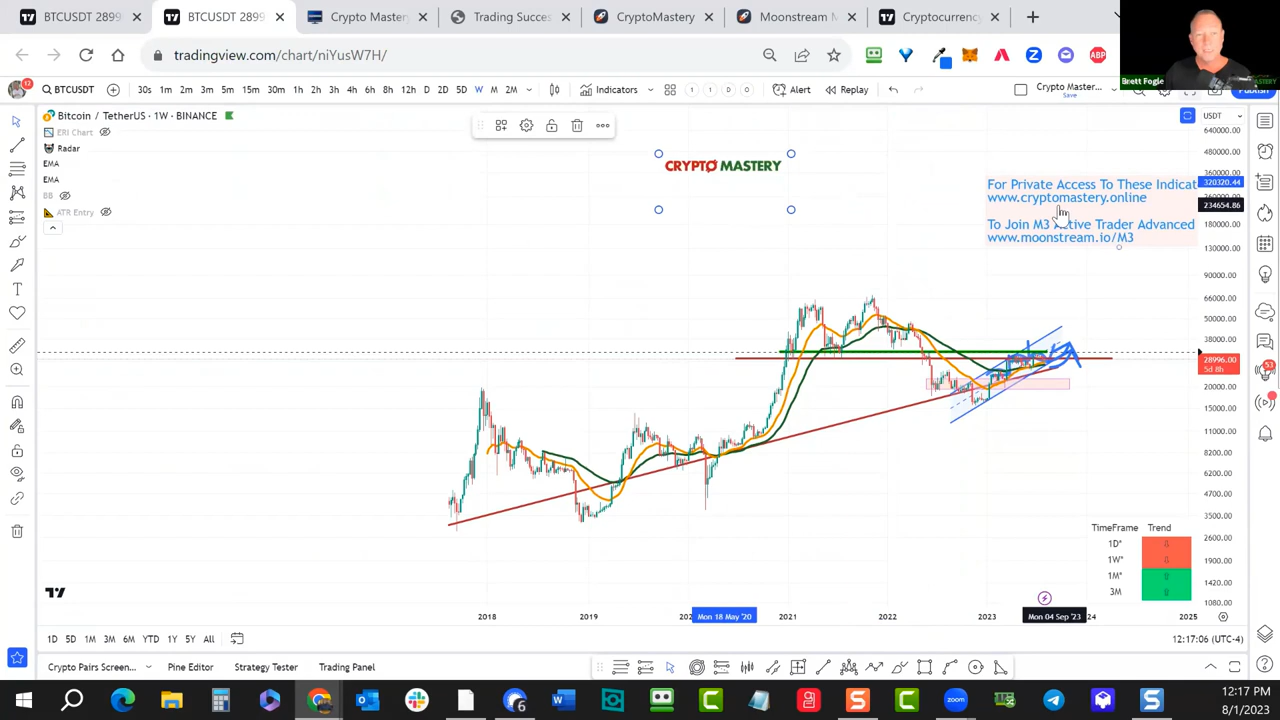 BTCUSDT 2899
BTCUSDT 2899
Crypto Master
Trading Succes
CryptoMastery
Moonstream M
Cryptocurrency
tradingview.com/chart/niYusW7H/
ABP
Brett Fogle
BTCUSDT
30s 1m 2m 3m 5m 15m 30m 1h 2h 3h 4h 6h 8h 12h
W M 2M
Indicators
Alert
Replay
Crypto Master...
Save
Publish
Bitcoin / TetherUS · 1W · BINANCE
ERI Chart
Radar
EMA
EMA
BB
ATR Entry
CRYPTO MASTERY
For Private Access To These Indicat
www.cryptomastery.online
To Join M3 Active Trader Advanced
www.moonstream.io/M3
USDT
640000.00
480000.00
360000.00
320320.44
234654.86
180000.00
130000.00
90000.00
66000.00
50000.00
38000.00
28996.00
5d 8h
20000.00
15000.00
11000.00
8200.00
6200.00
4700.00
3500.00
2600.00
1900.00
1420.00
1080.00
53
TimeFrame Trend
1D*
1W*
1M*
3M
2018 2019 Mon 18 May '20 2021 2022 2023 Mon 04 Sep '23 24 2025
1D 5D 1M 3M 6M YTD 1Y 5Y All
12:17:06 (UTC-4)
Crypto Pairs Screen...
Pine Editor
Strategy Tester
Trading Panel
12:17 PM
8/1/2023